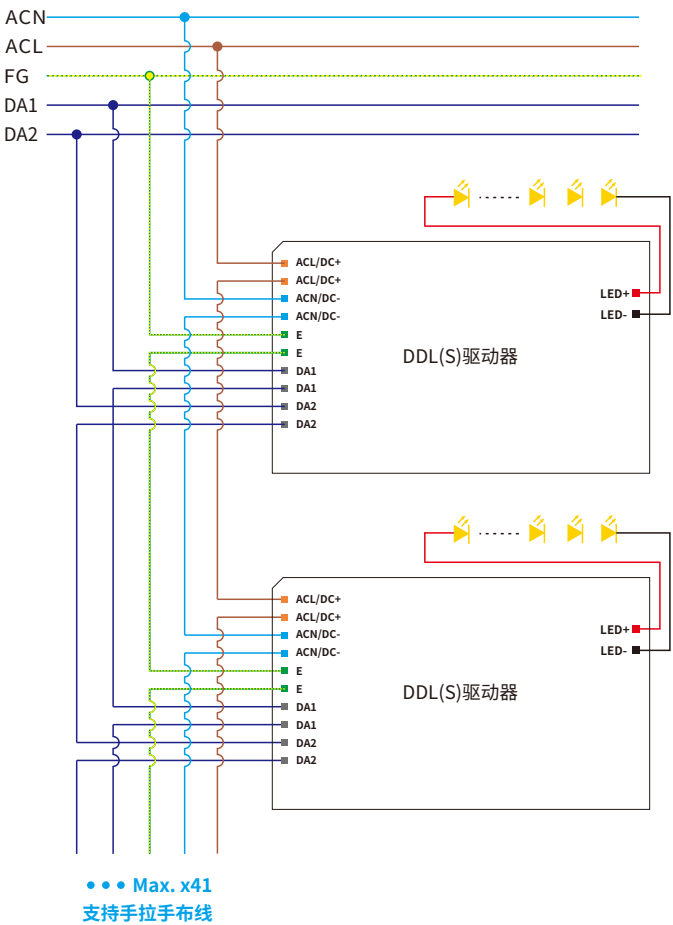 ACN
ACL
FG
DA1
DA2
ACL/DC+
ACL/DC+
ACN/DC-
ACN/DC-
E
E
DA1
DA1
DA2
DA2
LED+
LED-
DDL(S)驱动器
ACL/DC+
ACL/DC+
ACN/DC-
ACN/DC-
E
E
DA1
DA1
DA2
DA2
LED+
LED-
DDL(S)驱动器
••• Max. x41
支持手拉手布线